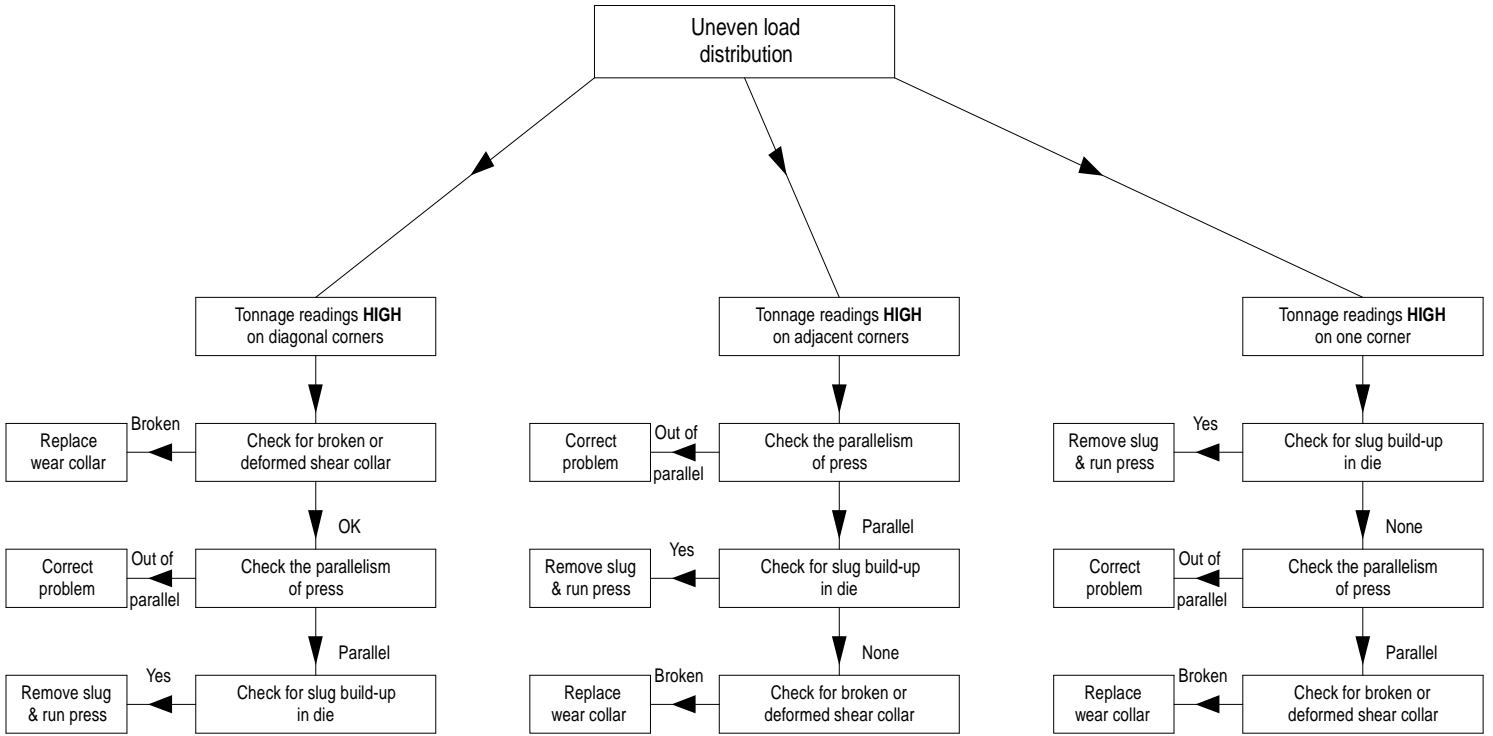 Uneven load
distribution
Tonnage readings HIGH
on diagonal corners
Broken
Replace
wear collar
Check for broken or
deformed shear collar
OK
Correct
problem
Out of
parallel
Check the parallelism
of press
Parallel
Remove slug
& run press
Yes
Check for slug build-up
in die
Tonnage readings HIGH
on adjacent corners
Correct
problem
Out of
parallel
Check the parallelism
of press
Parallel
Remove slug
& run press
Yes
Check for slug build-up
in die
None
Replace
wear collar
Broken
Check for broken or
deformed shear collar
Tonnage readings HIGH
on one corner
Remove slug
& run press
Yes
Check for slug build-up
in die
None
Correct
problem
Out of
parallel
Check the parallelism
of press
Parallel
Replace
wear collar
Broken
Check for broken or
deformed shear collar